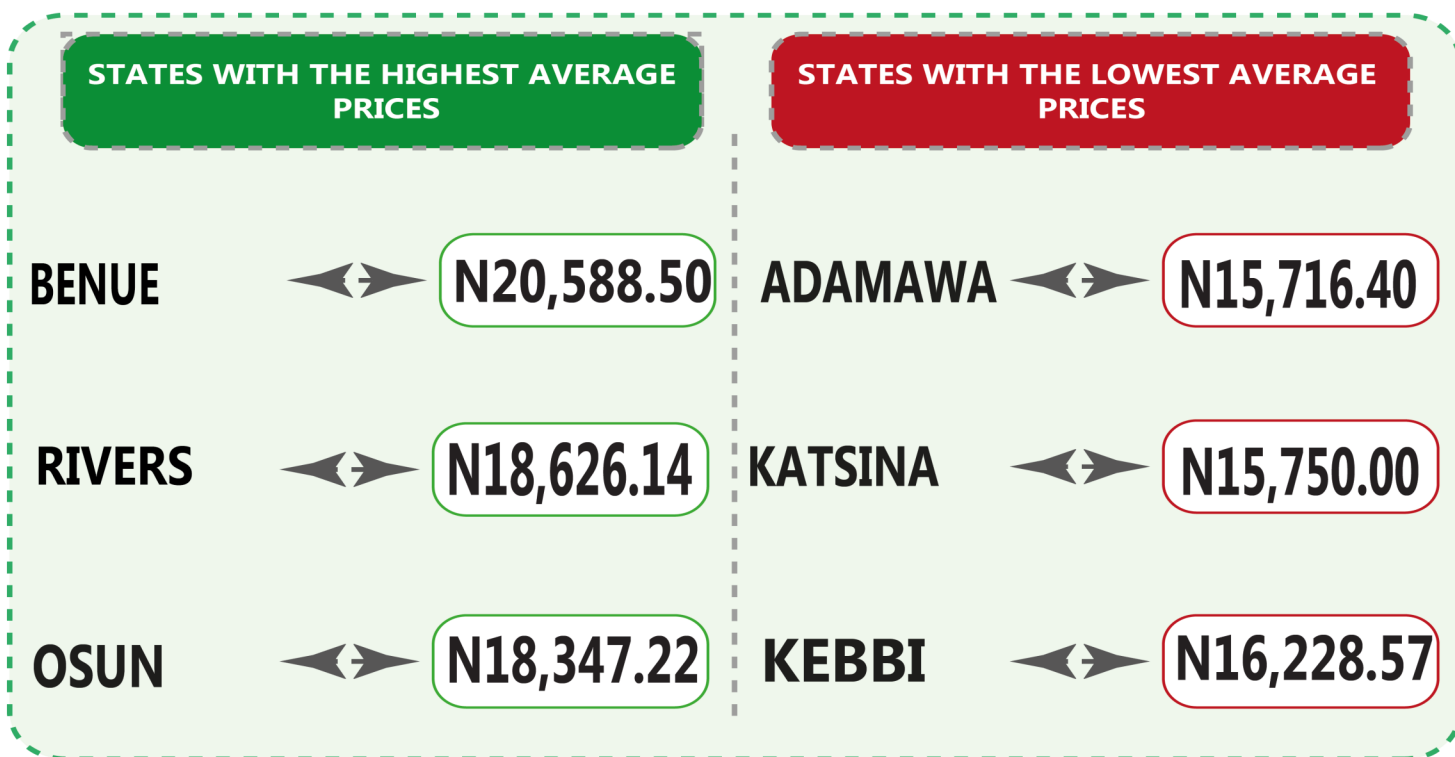 STATES WITH THE HIGHEST AVERAGE
PRICES
BENUE N20,588.50
RIVERS N18,626.14
OSUN N18,347.22
STATES WITH THE LOWEST AVERAGE
PRICES
ADAMAWA N15,716.40
KATSINA N15,750.00
KEBBI N16,228.57